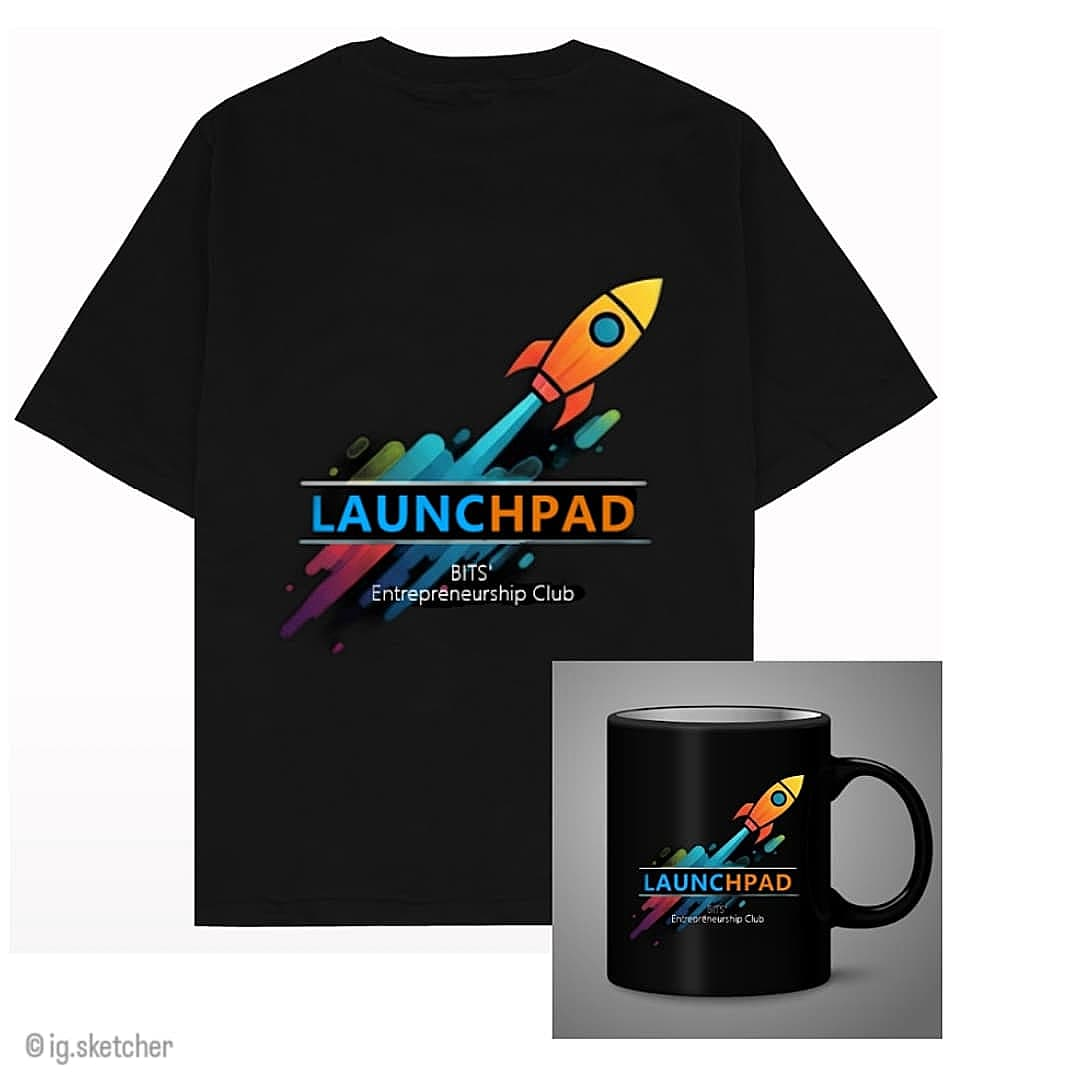 LAUNCHPAD
BITS'
Entrepreneurship Club
LAUNCHPAD
BITS'
Entrepreneurship Club
©ig.sketcher